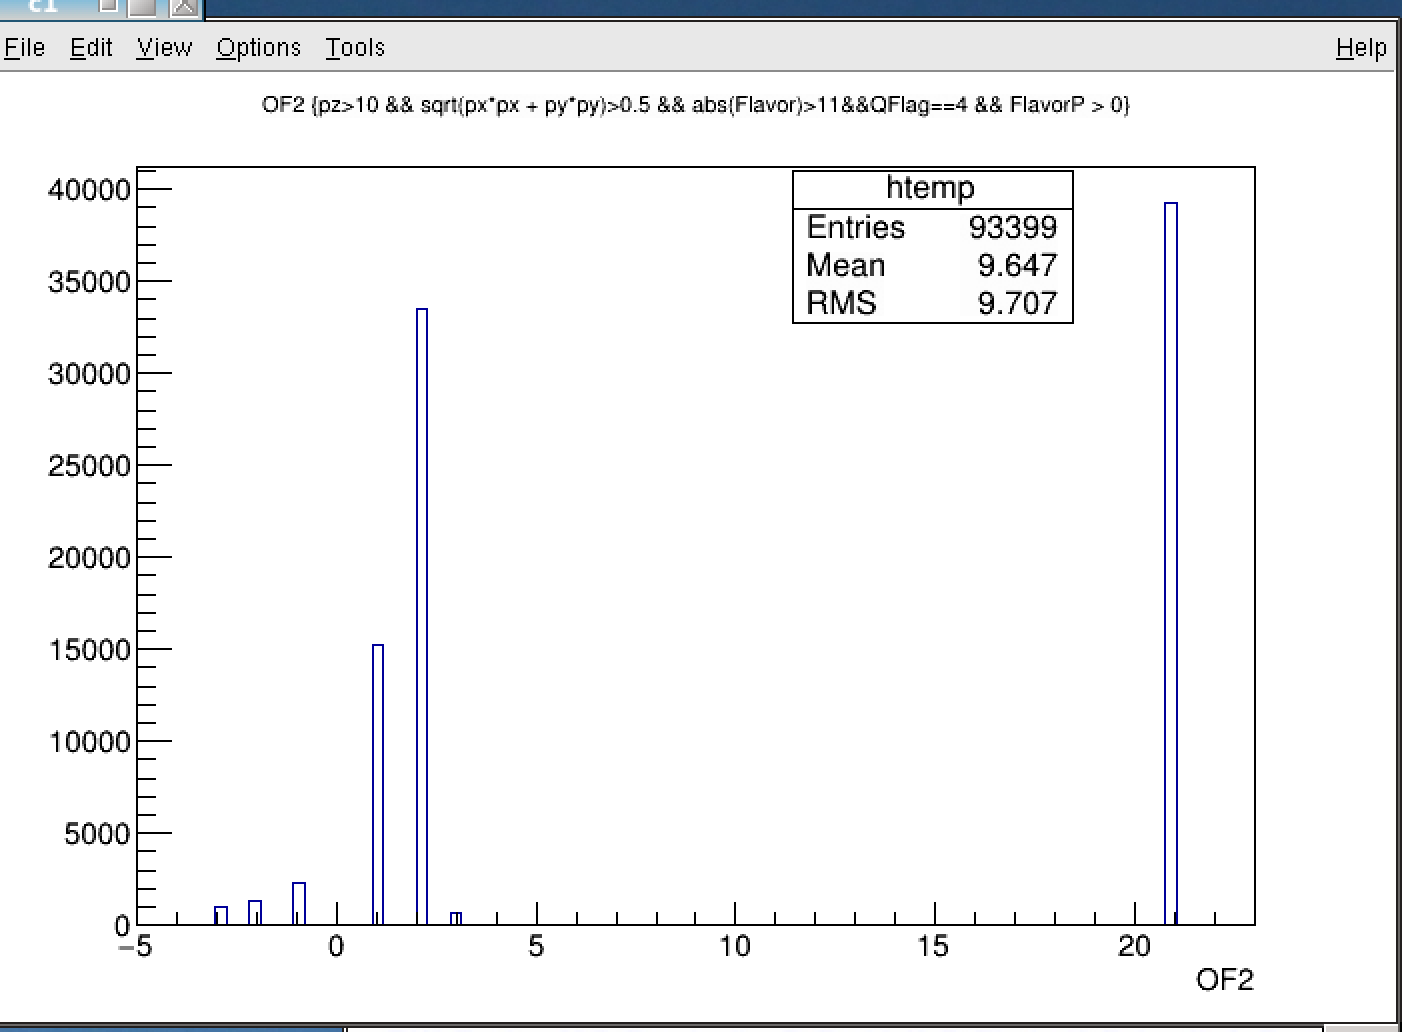 c1
File Edit View Options Tools Help
OF2 {pz>10 && sqrt(px*px + py*py)>0.5 && abs(Flavor)>11&&QFlag==4 && FlavorP > 0}
htemp
Entries 93399
Mean 9.647
RMS 9.707
40000
35000
30000
25000
20000
15000
10000
5000
0
−5 0 5 10 15 20
OF2